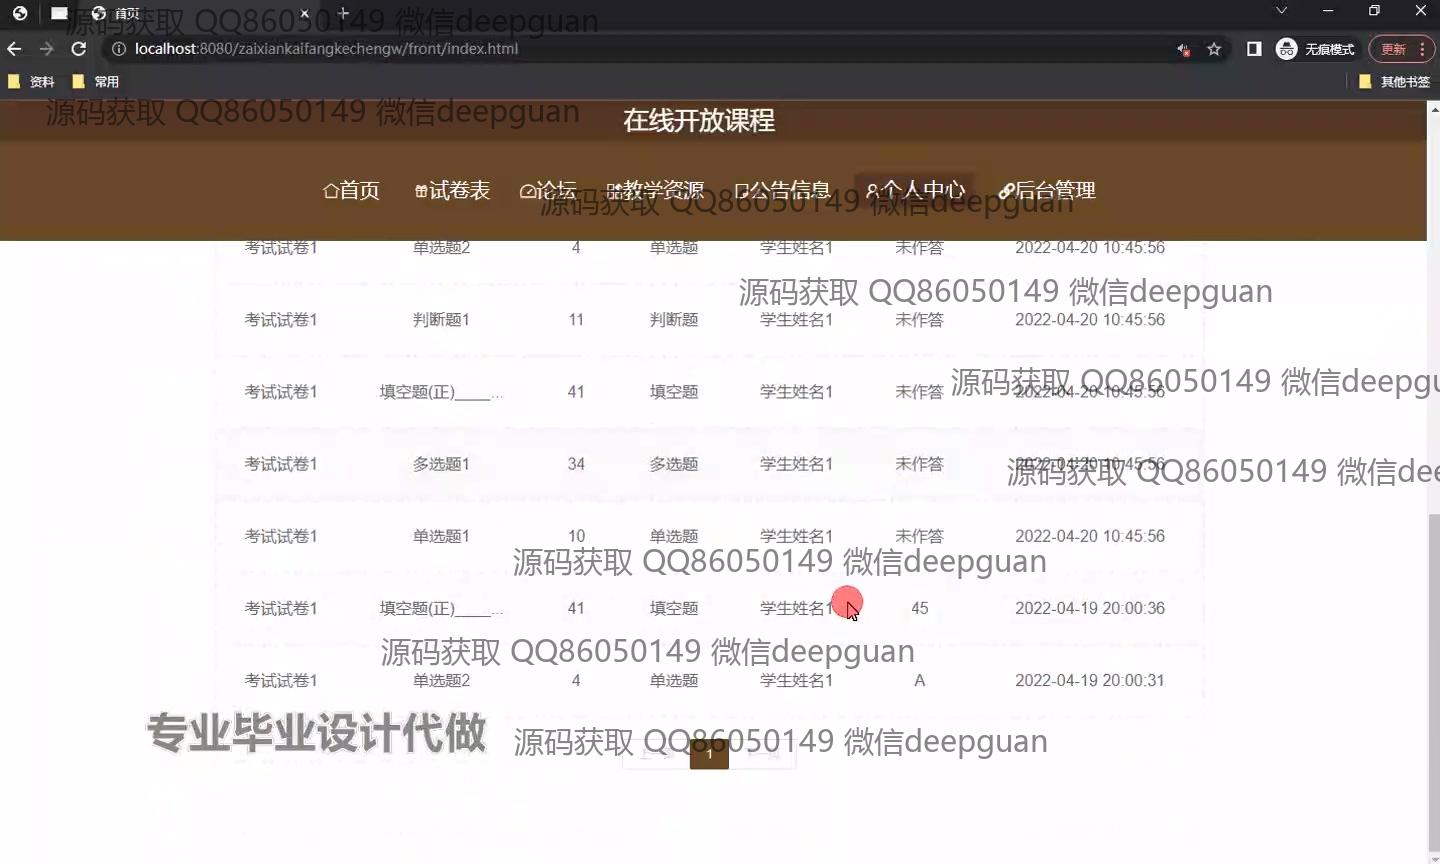 首页
localhost:8080/zaixiankaifangkechengw/front/index.html
无痕模式
更新
资料
常用
其他书签
源码获取 QQ86050149 微信deepguan
源码获取 QQ86050149 微信deepguan
在线开放课程
首页 试卷表 论坛 教学资源 公告信息 个人中心 后台管理
源码获取 QQ86050149 微信deepguan
考试试卷1 单选题2 4 单选题 学生姓名1 未作答 2022-04-20 10:45:56
源码获取 QQ86050149 微信deepguan
考试试卷1 判断题1 11 判断题 学生姓名1 未作答 2022-04-20 10:45:56
源码获取 QQ86050149 微信deepgu
考试试卷1 填空题(正)____... 41 填空题 学生姓名1 未作答 2022-04-20 10:45:56
考试试卷1 多选题1 34 多选题 学生姓名1 未作答 2022-04-20 10:45:56
源码获取 QQ86050149 微信dee
考试试卷1 单选题1 10 单选题 学生姓名1 未作答 2022-04-20 10:45:56
源码获取 QQ86050149 微信deepguan
考试试卷1 填空题(正)____... 41 填空题 学生姓名1 45 2022-04-19 20:00:36
源码获取 QQ86050149 微信deepguan
考试试卷1 单选题2 4 单选题 学生姓名1 A 2022-04-19 20:00:31
专业毕业设计代做
源码获取 QQ86050149 微信deepguan
1